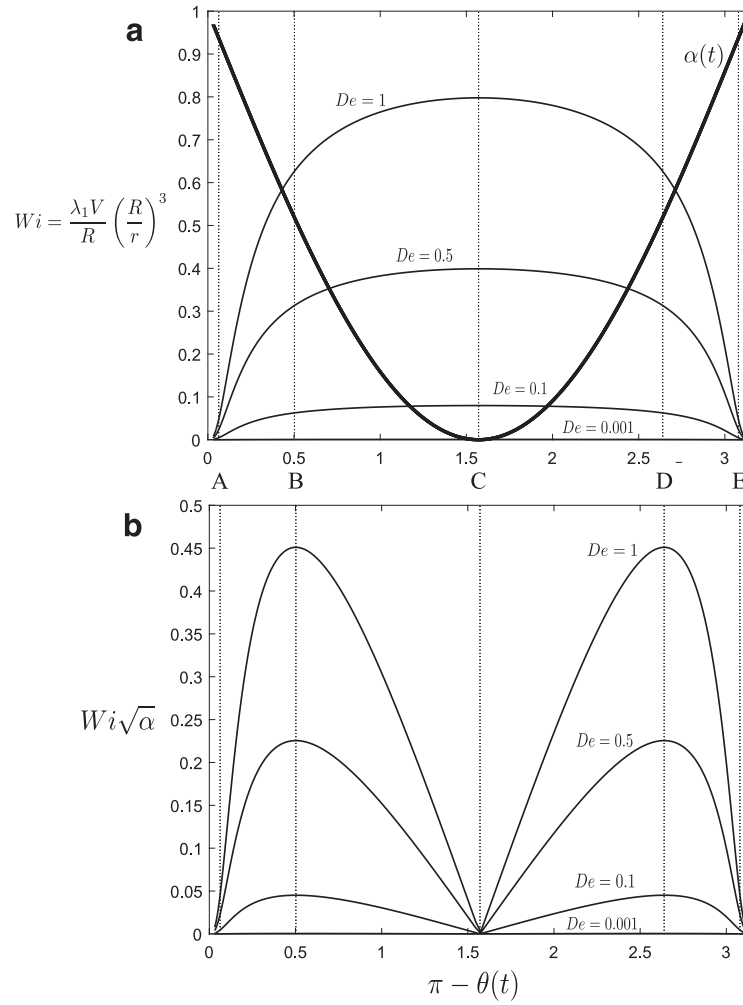 a
1
0.9
0.8
0.7
0.6
0.5
0.4
0.3
0.2
0.1
0
α(t)
De = 1
De = 0.5
De = 0.1
De = 0.001
Wi = λ₁V/R (R/r)³
0 0.5 1 1.5 2 2.5 3
A B C D E
b
0.5
0.45
0.4
0.35
0.3
0.25
0.2
0.15
0.1
0.05
0
De = 1
De = 0.5
De = 0.1
De = 0.001
Wi√α
0 0.5 1 1.5 2 2.5 3
π − θ(t)